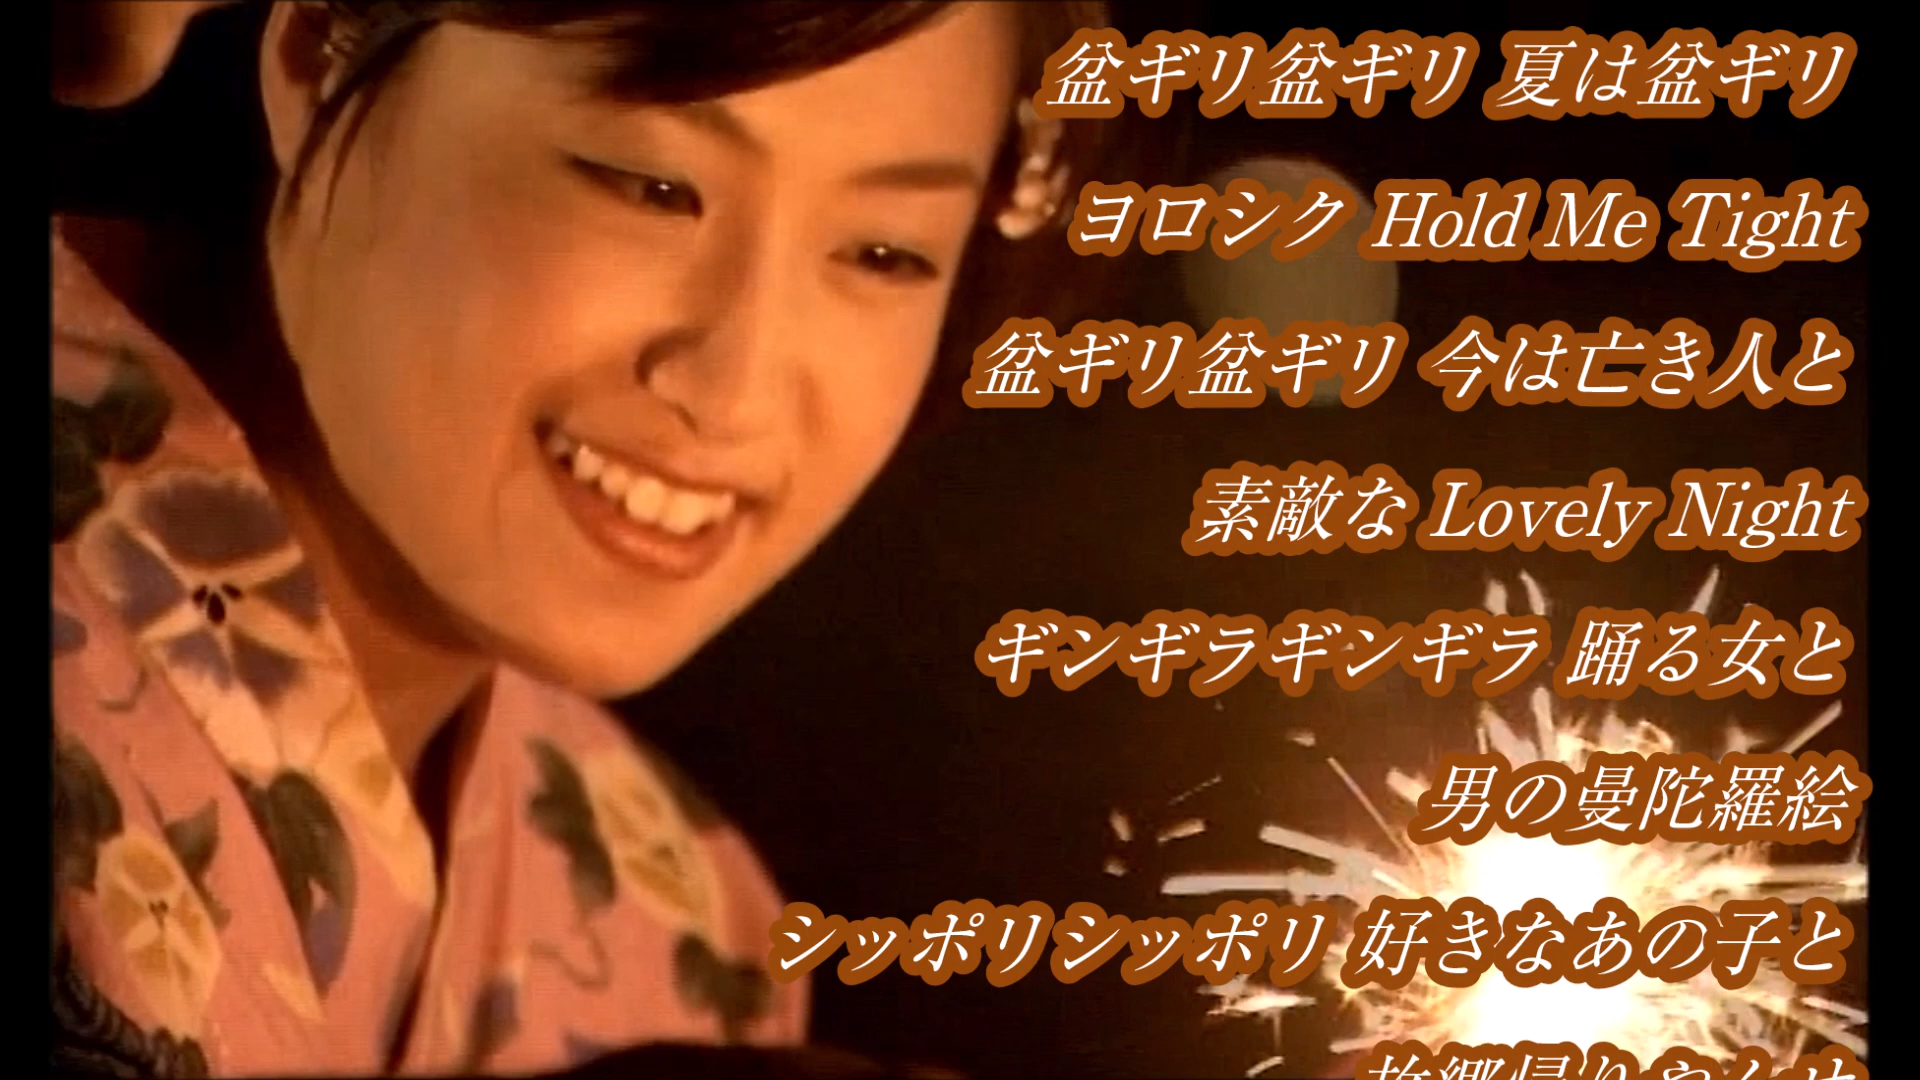 盆ギリ盆ギリ 夏は盆ギリ
ヨロシク Hold Me Tight
盆ギリ盆ギリ 今は亡き人と
素敵な Lovely Night
ギンギラギンギラ 踊る女と
男の曼陀羅絵
シッポリシッポリ 好きなあの子と